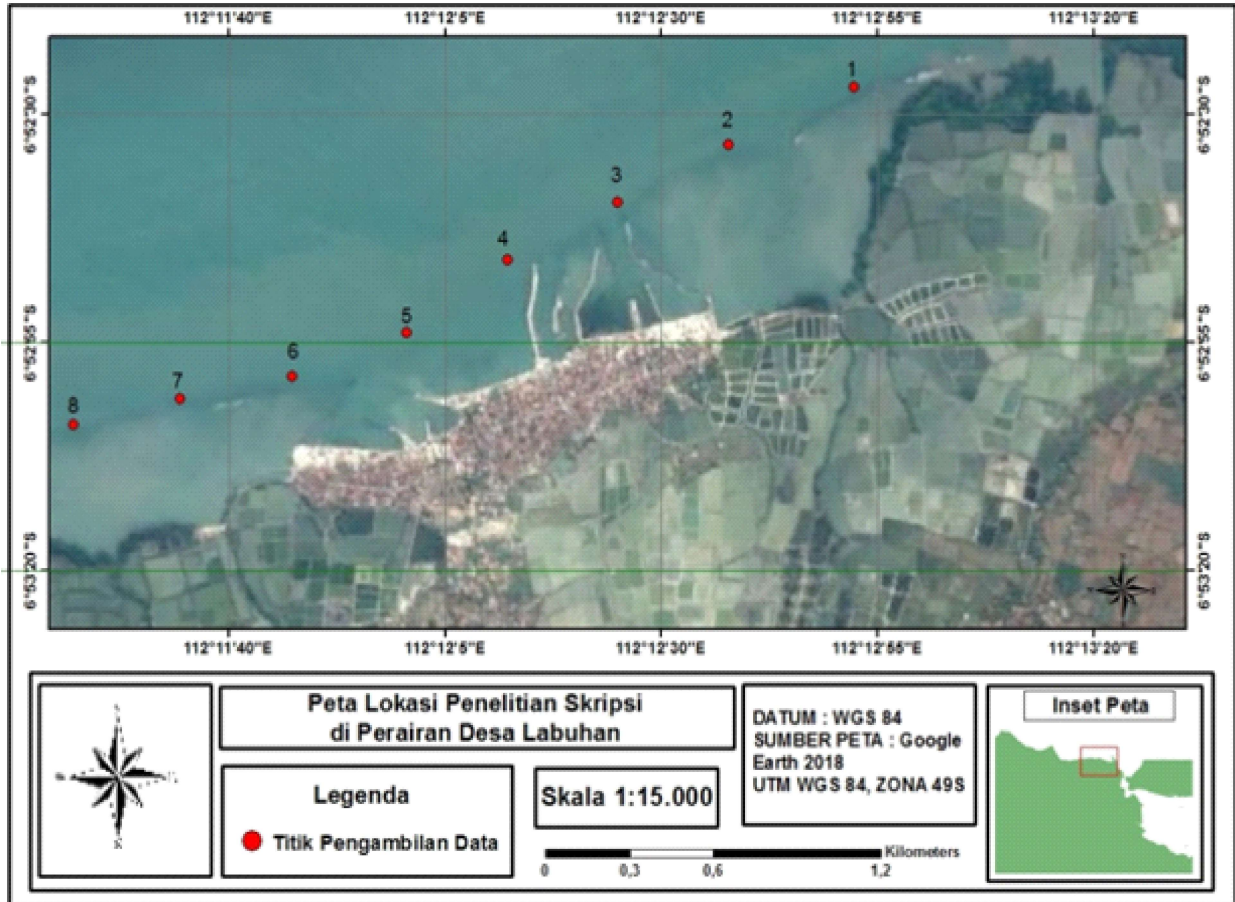 112°11'40"E 112°12'5"E 112°12'30"E 112°12'55"E 112°13'20"E
6°52'30"S 6°52'30"S
6°52'55"S 6°52'55"S
6°53'20"S 6°53'20"S
1
2
3
4
5
6
7
8
112°11'40"E 112°12'5"E 112°12'30"E 112°12'55"E 112°13'20"E
Peta Lokasi Penelitian Skripsi
di Perairan Desa Labuhan
Legenda
Titik Pengambilan Data
Skala 1:15.000
DATUM : WGS 84
SUMBER PETA : Google
Earth 2018
UTM WGS 84, ZONA 49S
Kilometers
0 0,3 0,6 1,2
Inset Peta